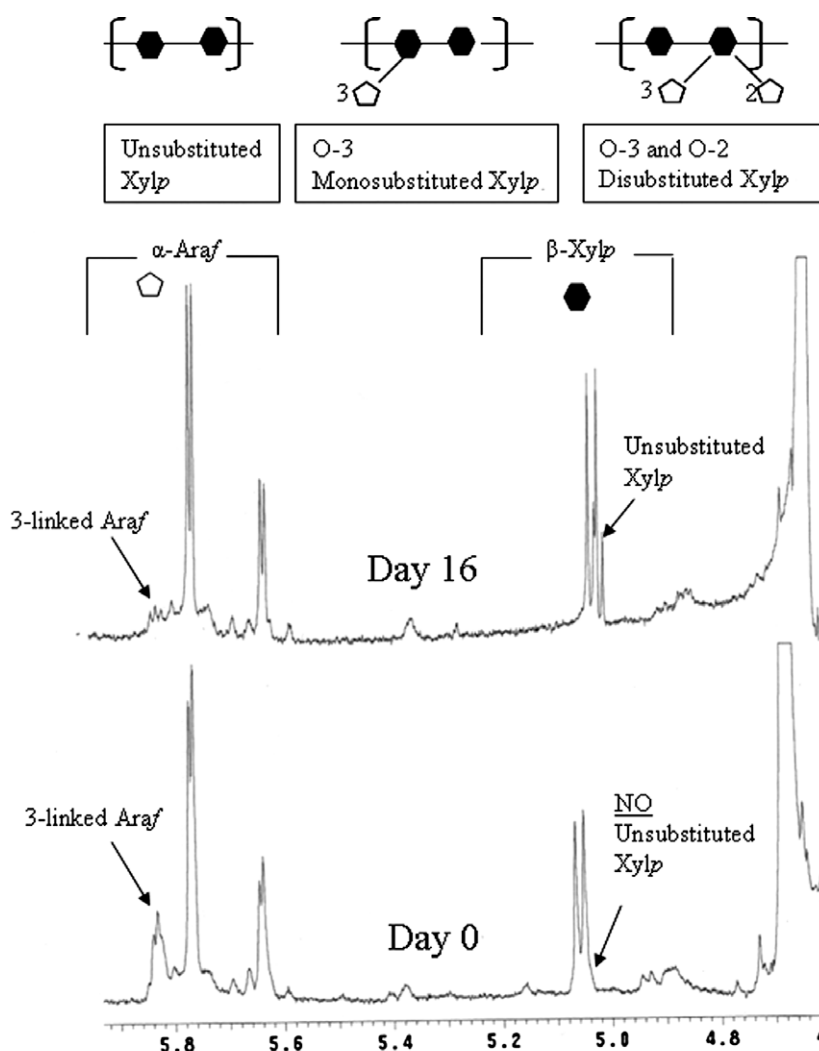 3
3
2
Unsubstituted
Xylp
O-3
Monosubstituted Xylp
O-3 and O-2
Disubstituted Xylp
α-Araf
β-Xylp
Unsubstituted
Xylp
3-linked Araf
Day 16
3-linked Araf
NO
Unsubstituted
Xylp
Day 0
5.8 5.6 5.4 5.2 5.0 4.8